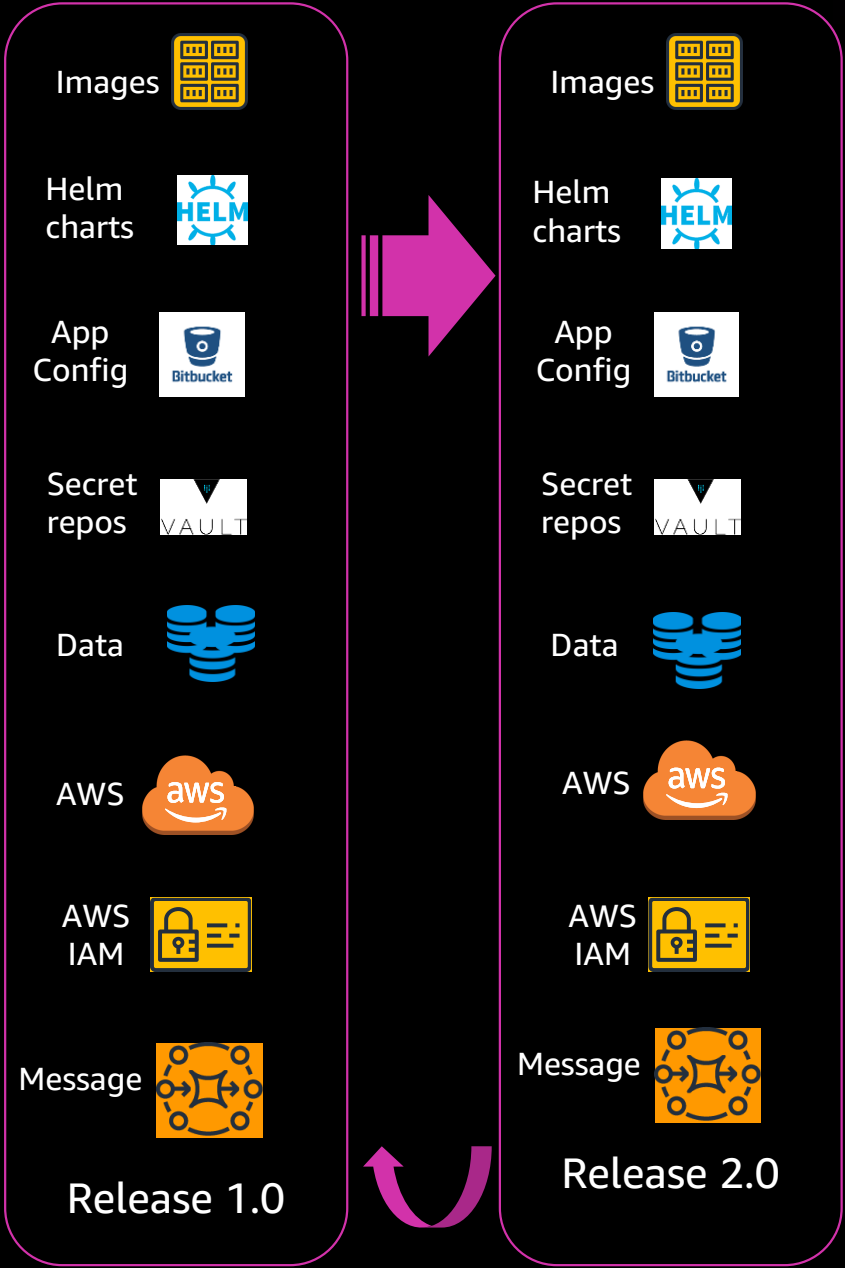 Images
Helm
charts
HELM
App
Config
Bitbucket
Secret
repos
VAULT
Data
AWS
aws
AWS
IAM
Message
Release 1.0
Images
Helm
charts
HELM
App
Config
Bitbucket
Secret
repos
VAULT
Data
AWS
aws
AWS
IAM
Message
Release 2.0